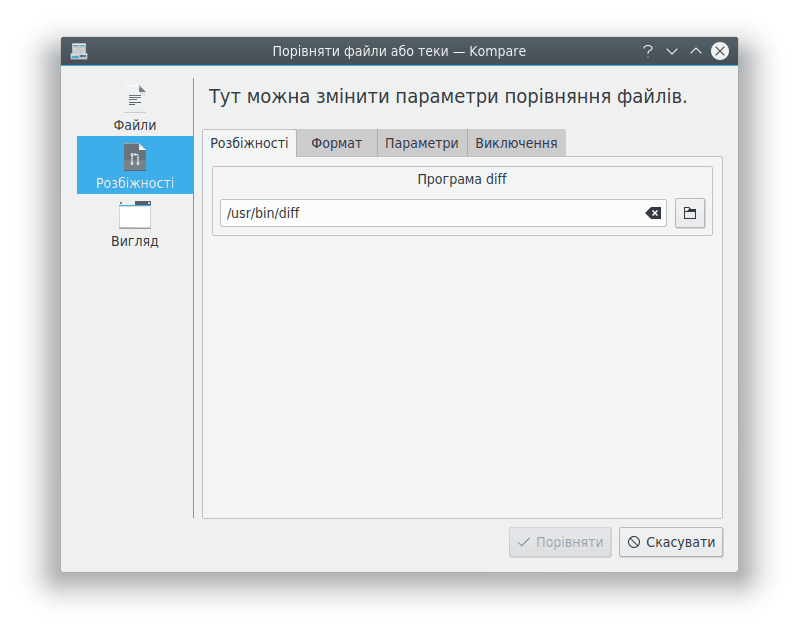 Порівняти файли або теки — Kompare
Файли
Розбіжності
Вигляд
Тут можна змінити параметри порівняння файлів.
Розбіжності Формат Параметри Виключення
Програма diff
/usr/bin/diff
Порівняти Скасувати